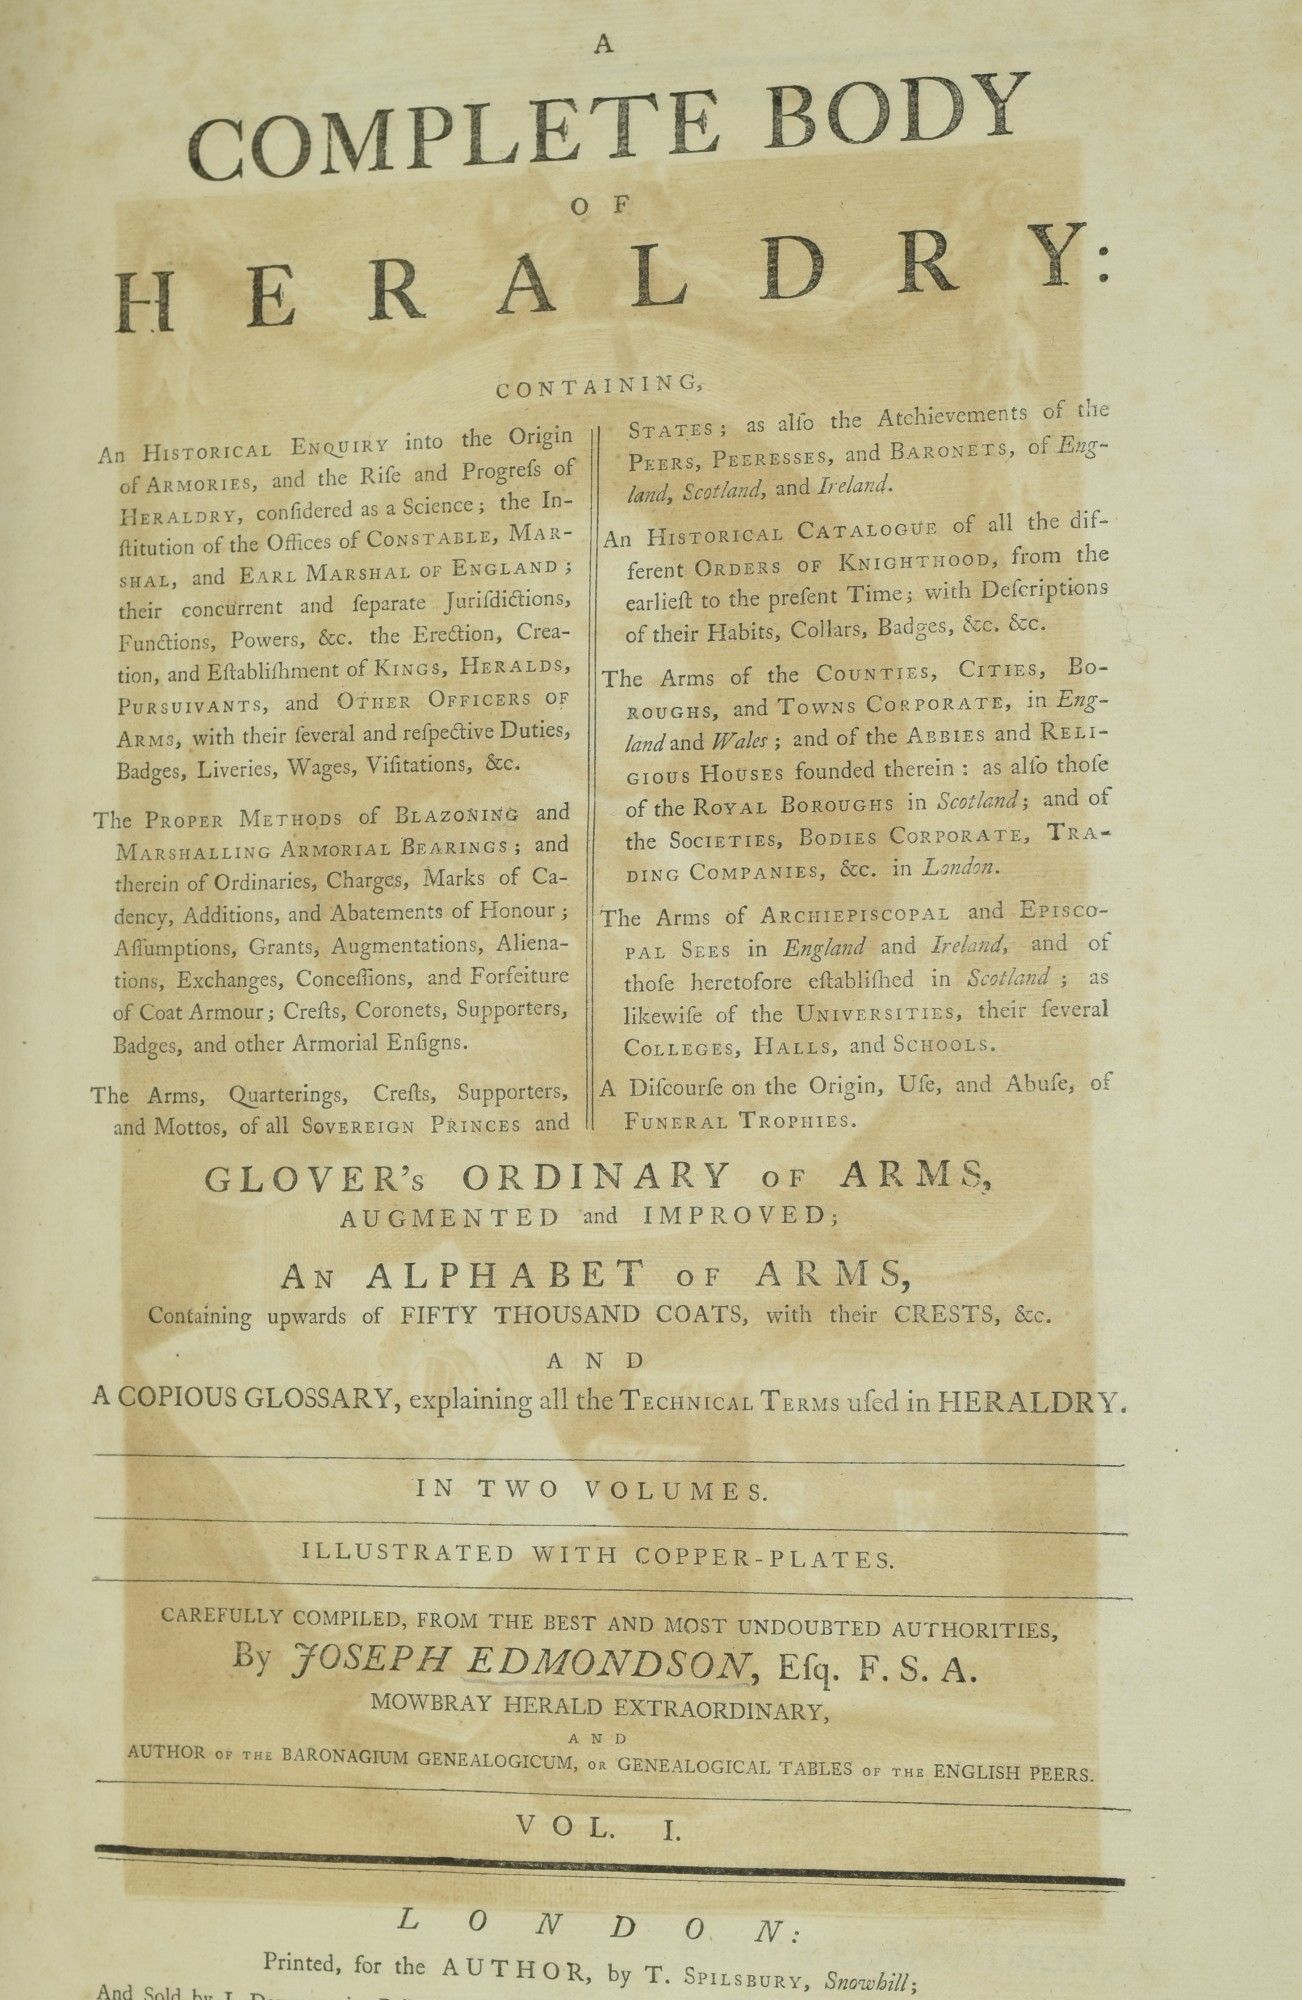 A
COMPLETE BODY
OF
HERALDRY:
CONTAINING,
An HISTORICAL ENQUIRY into the Origin
of ARMORIES, and the Riſe and Progreſs of
HERALDRY, conſidered as a Science; the In-
ſtitution of the Offices of CONSTABLE, MAR-
SHAL, and EARL MARSHAL OF ENGLAND;
their concurrent and ſeparate Juriſdictions,
Functions, Powers, &c. the Erection, Crea-
tion, and Eſtabliſhment of KINGS, HERALDS,
PURSUIVANTS, and OTHER OFFICERS OF
ARMS, with their ſeveral and reſpective Duties,
Badges, Liveries, Wages, Viſitations, &c.
The PROPER METHODS of BLAZONING and
MARSHALLING ARMORIAL BEARINGS; and
therein of Ordinaries, Charges, Marks of Ca-
dency, Additions, and Abatements of Honour;
Aſſumptions, Grants, Augmentations, Aliena-
tions, Exchanges, Conceſſions, and Forfeiture
of Coat Armour; Creſts, Coronets, Supporters,
Badges, and other Armorial Enſigns.
The Arms, Quarterings, Creſts, Supporters,
and Mottos, of all SOVEREIGN PRINCES and
STATES; as alſo the Atchievements of the
PEERS, PEERESSES, and BARONETS, of Eng-
land, Scotland, and Ireland.
An HISTORICAL CATALOGUE of all the dif-
ferent ORDERS OF KNIGHTHOOD, from the
earlieſt to the preſent Time; with Deſcriptions
of their Habits, Collars, Badges, &c. &c.
The Arms of the COUNTIES, CITIES, BO-
ROUGHS, and TOWNS CORPORATE, in Eng-
land and Wales; and of the ABBIES and RELI-
GIOUS HOUSES founded therein: as alſo thoſe
of the ROYAL BOROUGHS in Scotland; and of
the SOCIETIES, BODIES CORPORATE, TRA-
DING COMPANIES, &c. in London.
The Arms of ARCHIEPISCOPAL and EPISCO-
PAL SEES in England and Ireland, and of
thoſe heretofore eſtabliſhed in Scotland; as
likewiſe of the UNIVERSITIES, their ſeveral
COLLEGES, HALLS, and SCHOOLS.
A Diſcourſe on the Origin, Uſe, and Abuſe, of
FUNERAL TROPHIES.
GLOVER's ORDINARY OF ARMS,
AUGMENTED and IMPROVED;
AN ALPHABET OF ARMS,
Containing upwards of FIFTY THOUSAND COATS, with their CRESTS, &c.
AND
A COPIOUS GLOSSARY, explaining all the TECHNICAL TERMS uſed in HERALDRY.
IN TWO VOLUMES.
ILLUSTRATED WITH COPPER-PLATES.
CAREFULLY COMPILED, FROM THE BEST AND MOST UNDOUBTED AUTHORITIES,
By JOSEPH EDMONDSON, Eſq. F. S. A.
MOWBRAY HERALD EXTRAORDINARY,
AND
AUTHOR OF THE BARONAGIUM GENEALOGICUM, OR GENEALOGICAL TABLES OF THE ENGLISH PEERS.
VOL. I.
LONDON:
Printed, for the AUTHOR, by T. SPILSBURY, Snowhill;
And Sold by J.